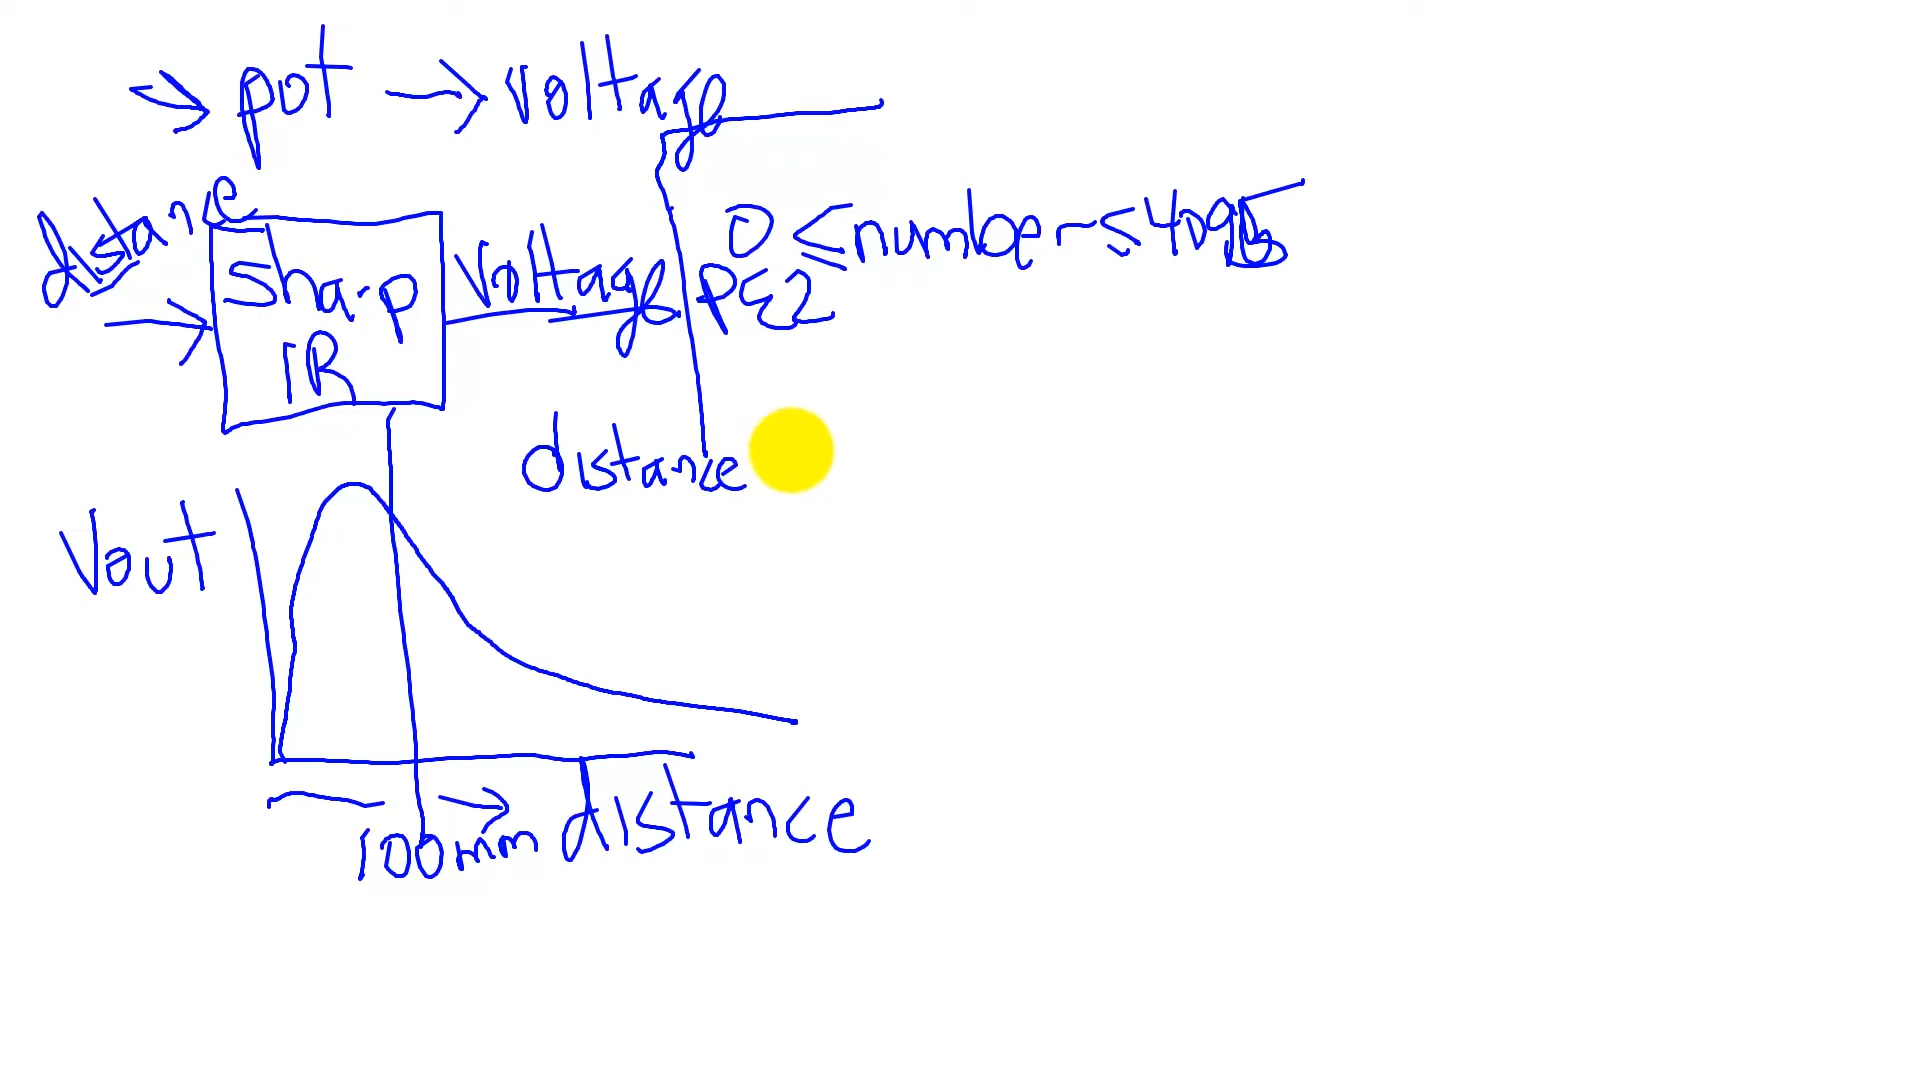 → pot → Voltage
distance
Sharp
IR
Voltage
PE2
0 ≤ number ≤ 4095
distance
Vout
100mm
distance